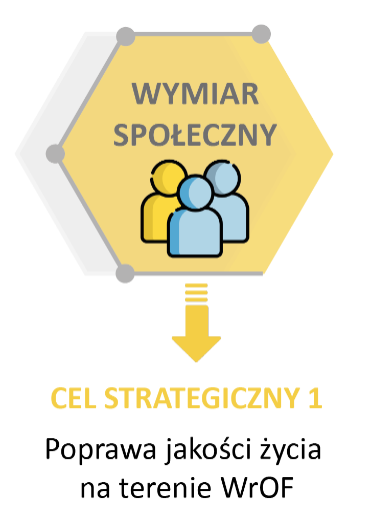 WYMIAR
SPOŁECZNY
CEL STRATEGICZNY 1
Poprawa jakości życia
na terenie WrOF